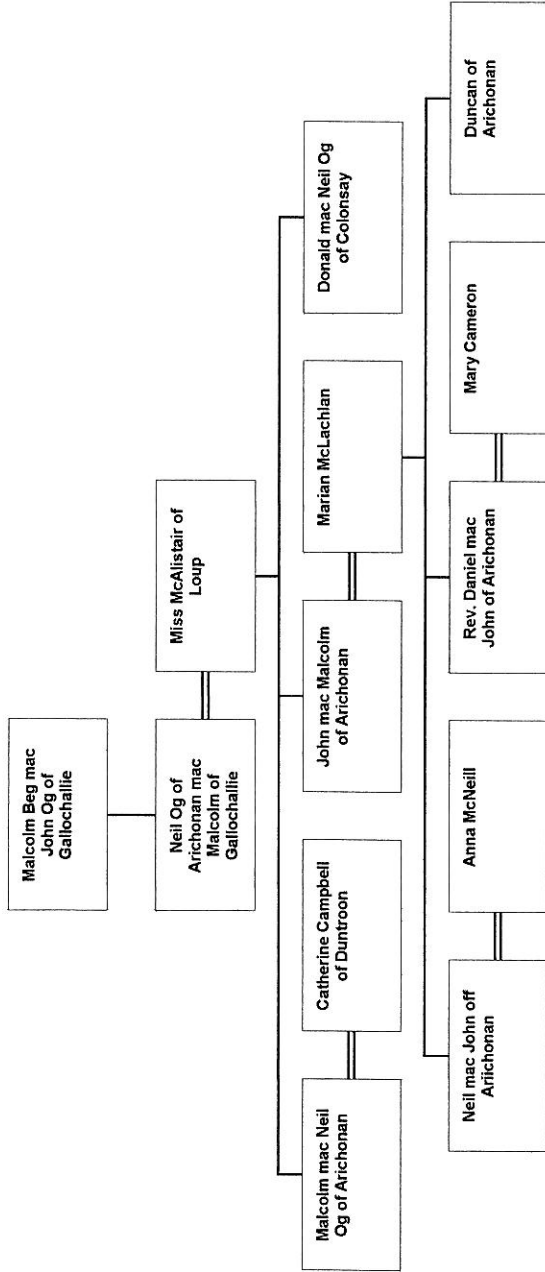 Malcolm Beg mac
John Og of
Gallochallie
Neil Og of
Arichonan mac
Malcolm of
Gallochallie
Miss McAlistair of
Loup
Malcolm mac Neil
Og of Arichonan
Catherine Campbell
of Duntroon
John mac Malcolm
of Arichonan
Marian McLachlan
Donald mac Neil Og
of Colonsay
Neil mac John off
Ariichonan
Anna McNeill
Rev. Daniel mac
John of Arichonan
Mary Cameron
Duncan of
Arichonan